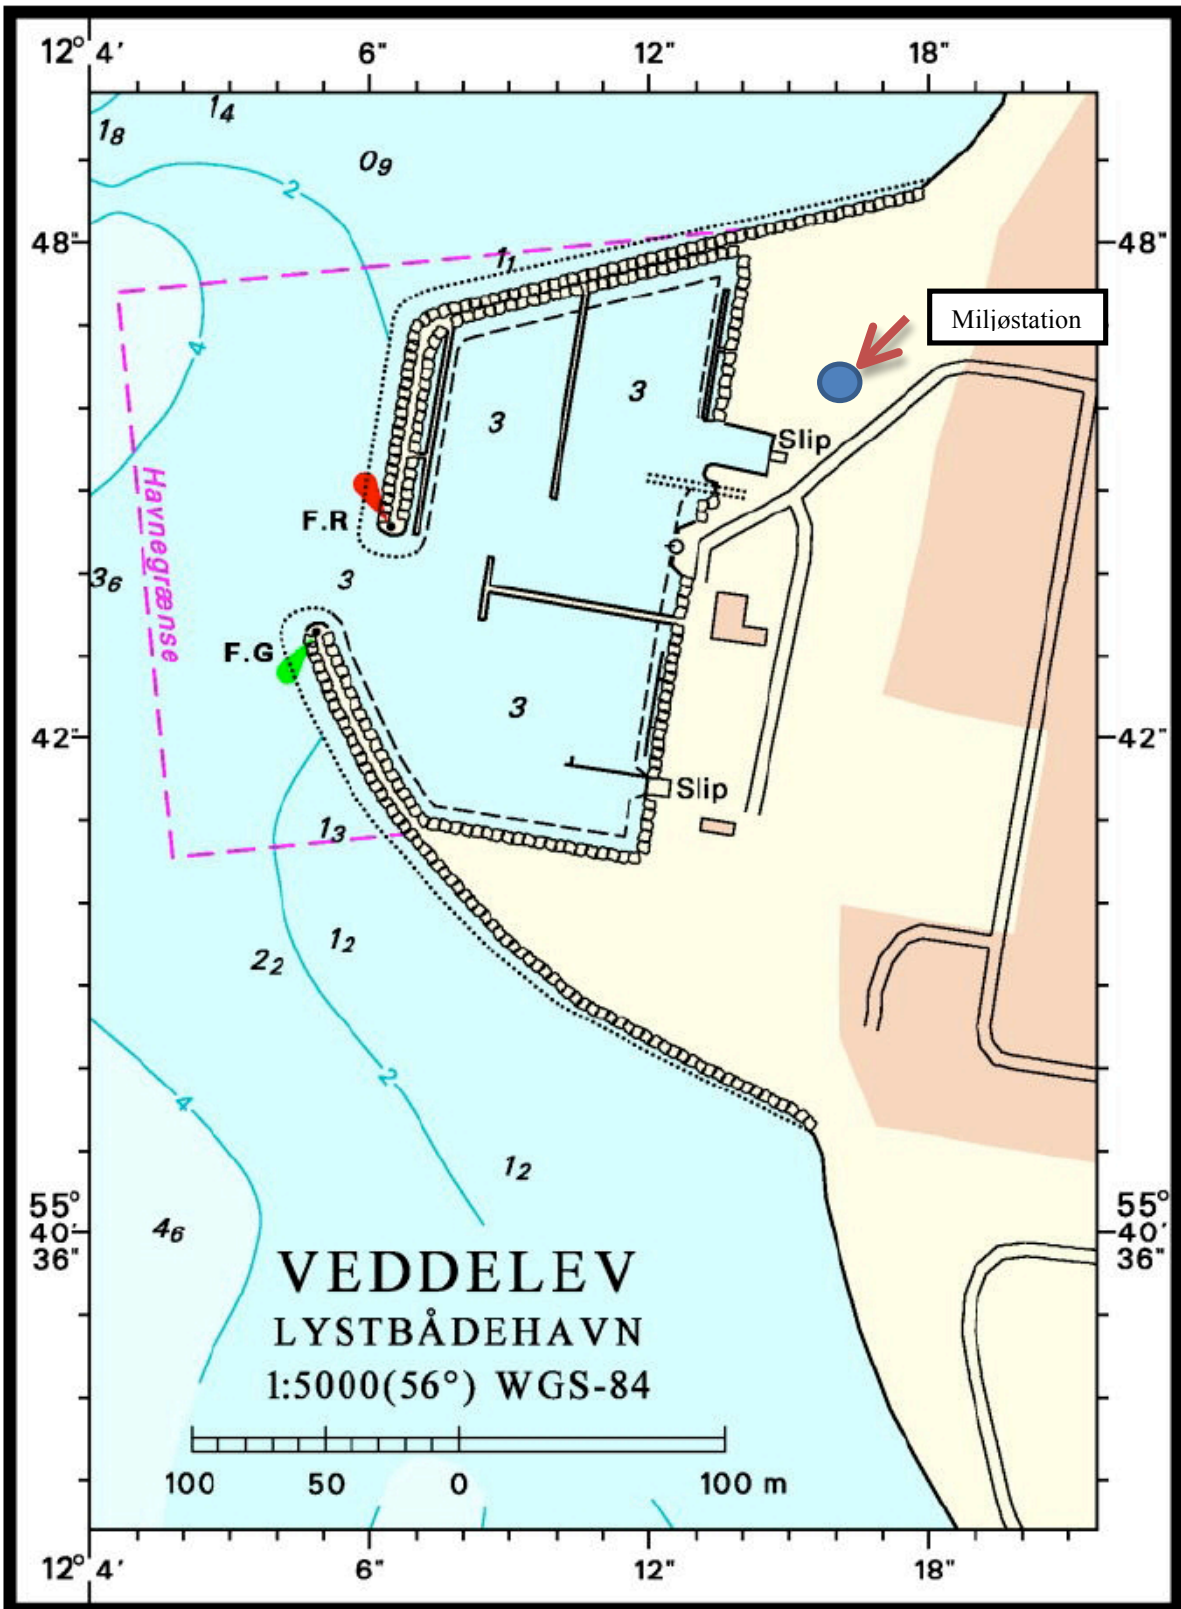 12° 4' 6" 12" 18"
1₈ 1₄
0₉
2
48" 48"
1₁
Miljøstation
4
3 3
Slip
Havnegrænse
F.R
3₆ 3
F.G
3
42" 42"
Slip
1₃
1₂
2₂
2
4
1₂
55° 55°
40' 40'
36" 36"
4₆
VEDDELEV
LYSTBÅDEHAVN
1:5000(56°) WGS-84
100 50 0 100 m
12° 4' 6" 12" 18"